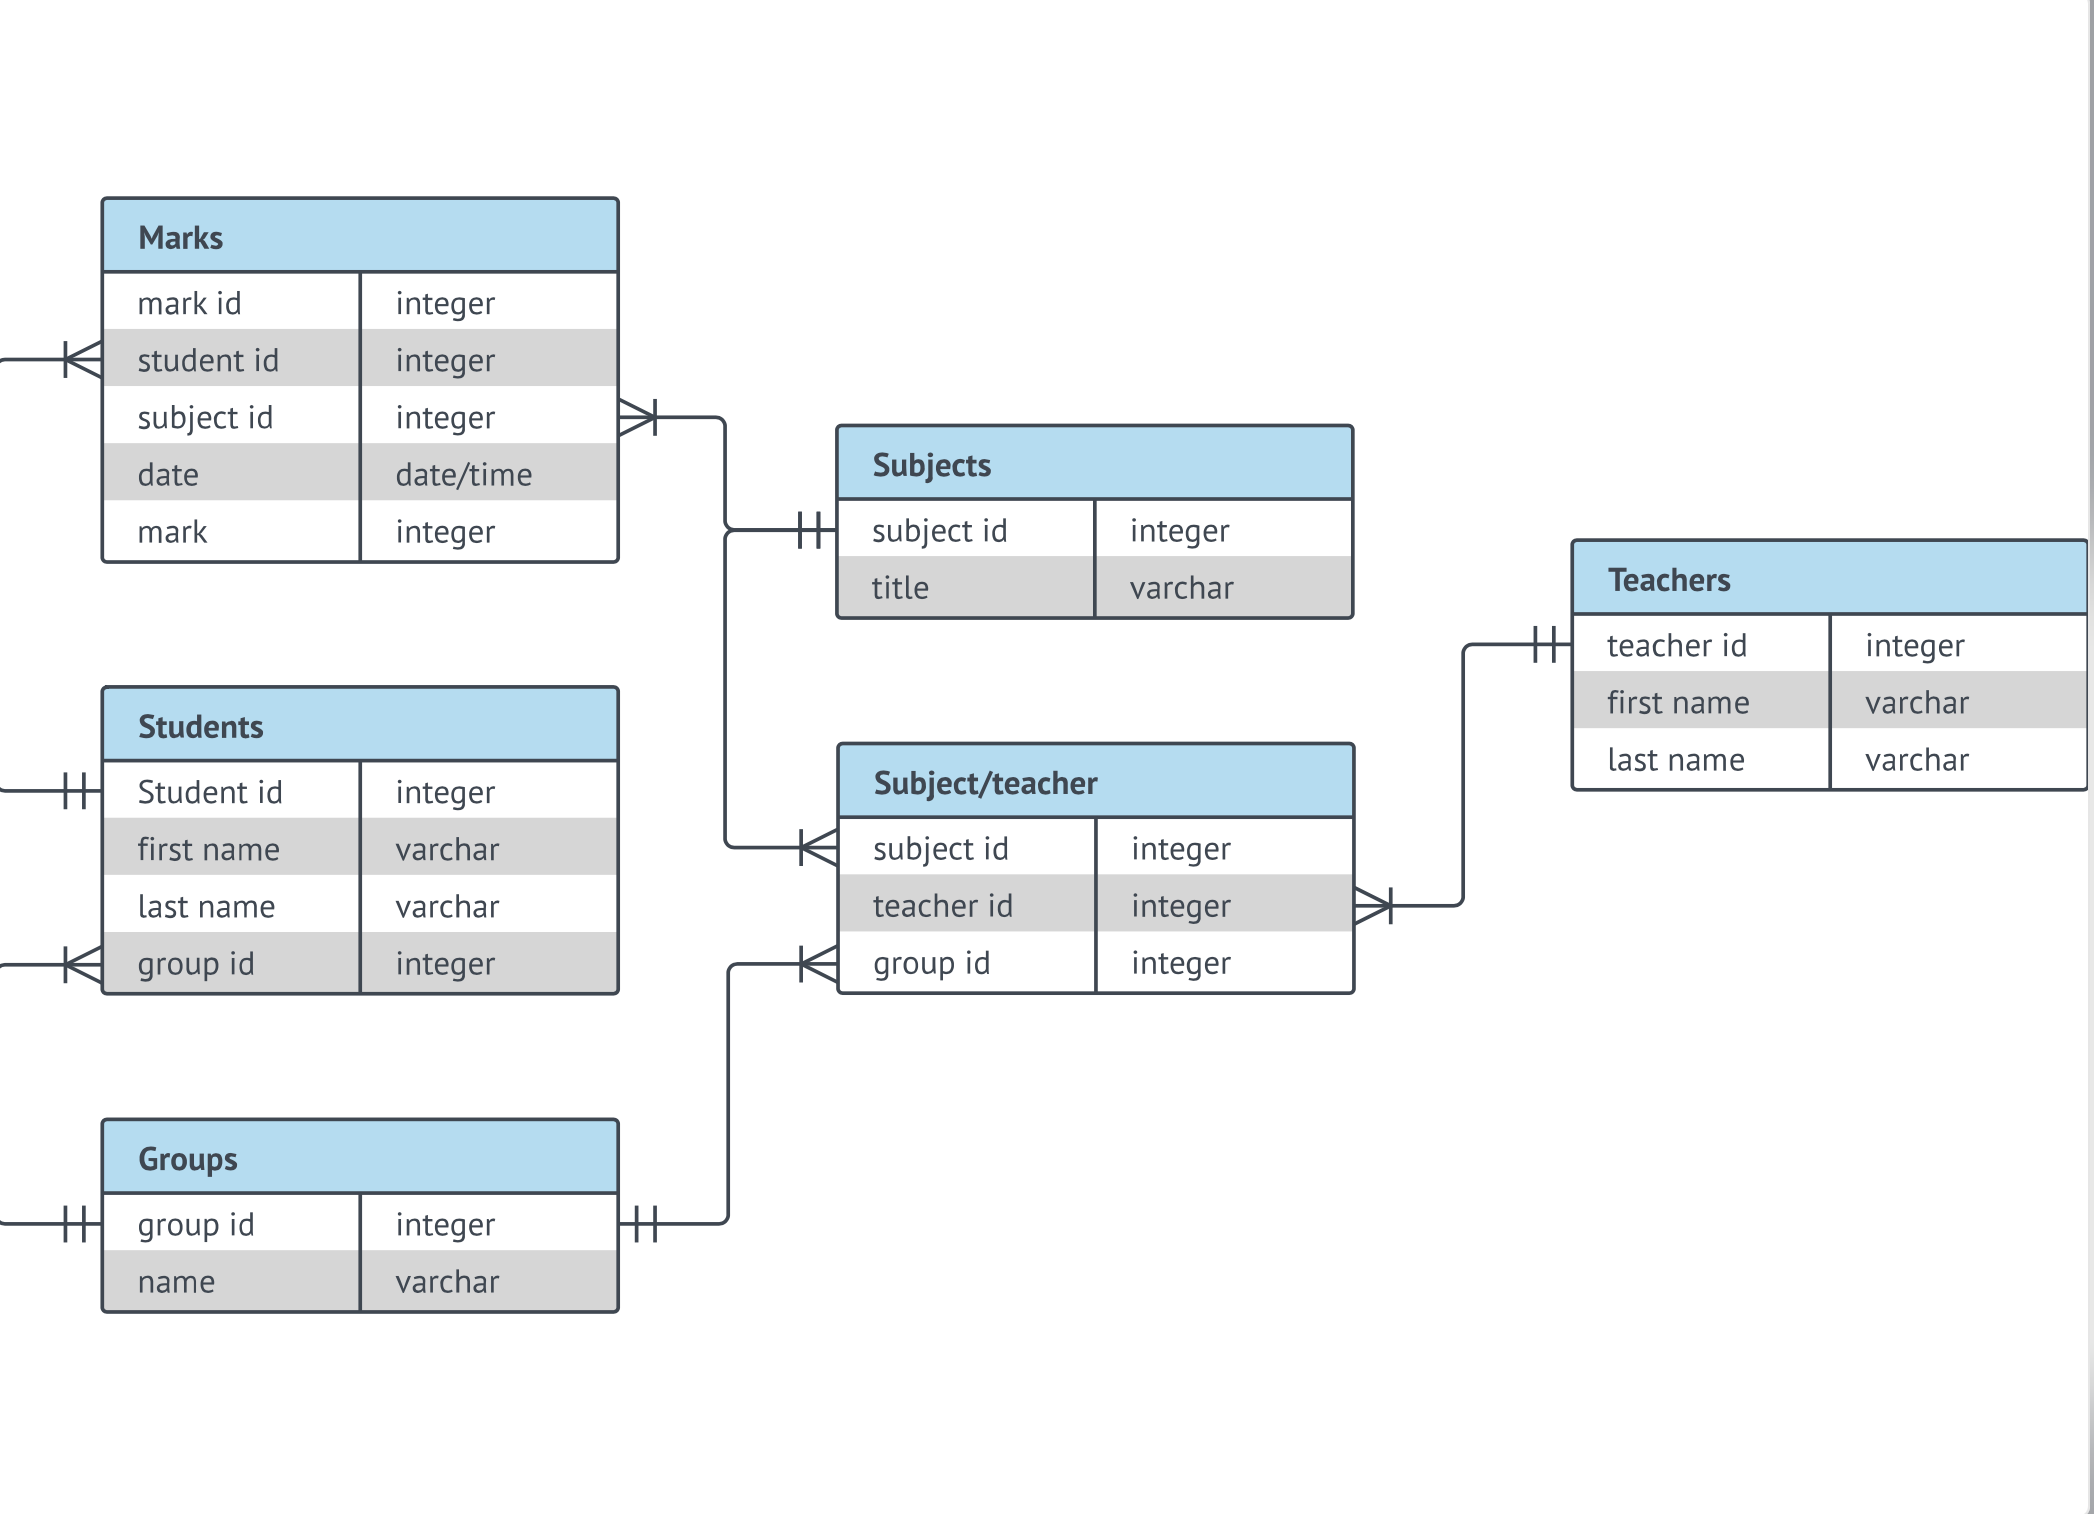 Marks
mark id integer
student id integer
subject id integer
date date/time
mark integer
Subjects
subject id integer
title varchar
Teachers
teacher id integer
first name varchar
last name varchar
Students
Student id integer
first name varchar
last name varchar
group id integer
Subject/teacher
subject id integer
teacher id integer
group id integer
Groups
group id integer
name varchar